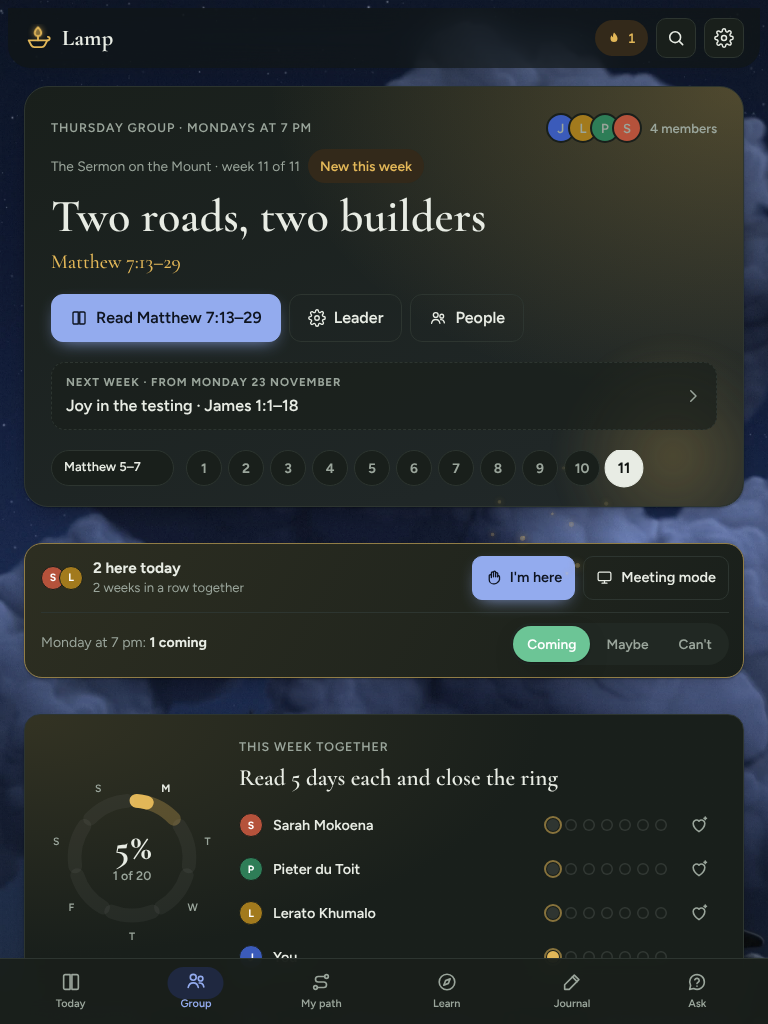 Lamp
1
THURSDAY GROUP · MONDAYS AT 7 PM
J L P S 4 members
The Sermon on the Mount · week 11 of 11 New this week
Two roads, two builders
Matthew 7:13–29
Read Matthew 7:13–29 Leader People
NEXT WEEK · FROM MONDAY 23 NOVEMBER
Joy in the testing · James 1:1–18
Matthew 5–7 1 2 3 4 5 6 7 8 9 10 11
S L 2 here today
2 weeks in a row together
I'm here Meeting mode
Monday at 7 pm: 1 coming
Coming Maybe Can't
THIS WEEK TOGETHER
Read 5 days each and close the ring
S M T W T F S
5%
1 of 20
S Sarah Mokoena
P Pieter du Toit
L Lerato Khumalo
J You
Today Group My path Learn Journal Ask